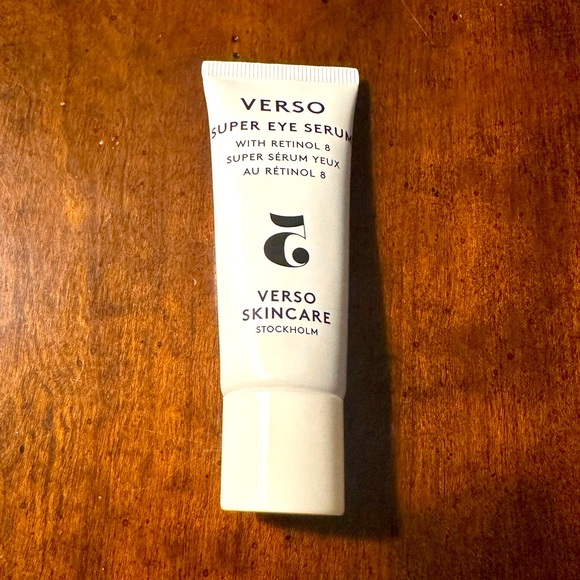 VERSO
SUPER EYE SERUM
WITH RETINOL 8
SUPER SÉRUM YEUX
AU RÉTINOL 8
5
VERSO
SKINCARE
STOCKHOLM